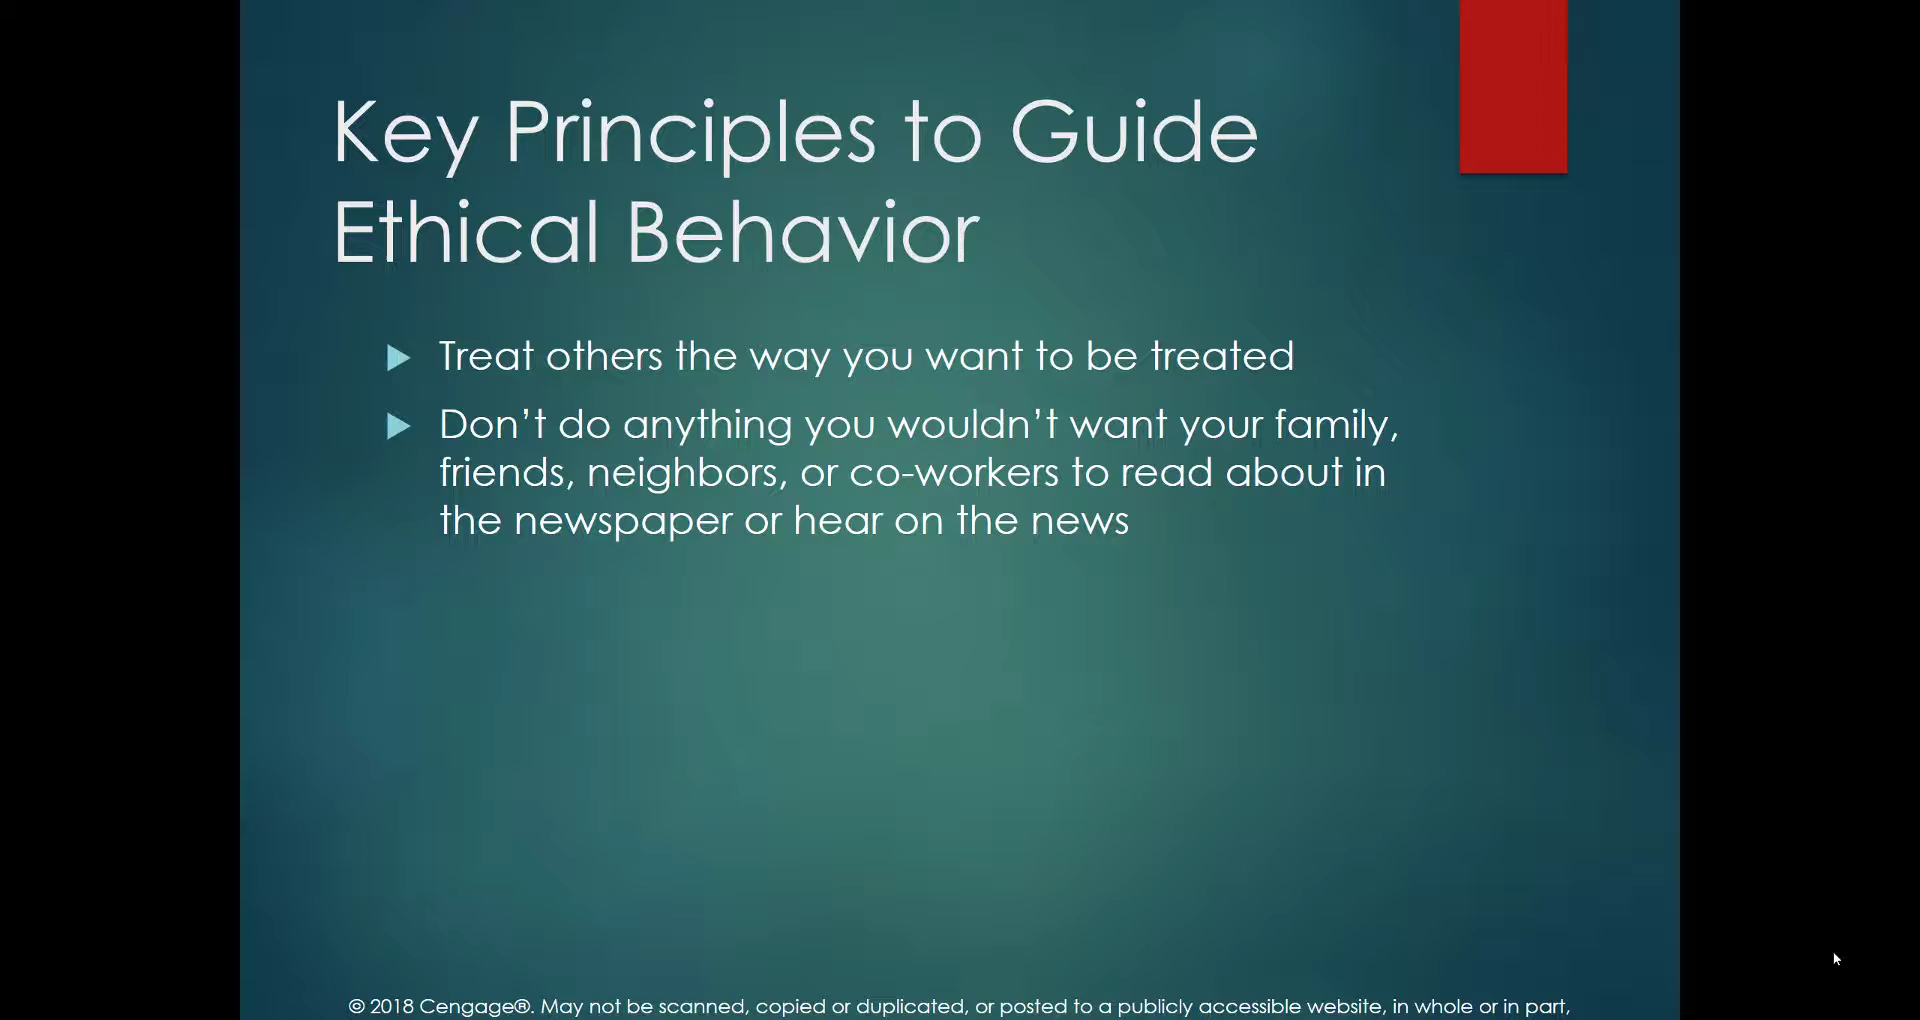 Key Principles to Guide
Ethical Behavior
Treat others the way you want to be treated
Don’t do anything you wouldn’t want your family,
friends, neighbors, or co-workers to read about in
the newspaper or hear on the news
© 2018 Cengage®. May not be scanned, copied or duplicated, or posted to a publicly accessible website, in whole or in part,